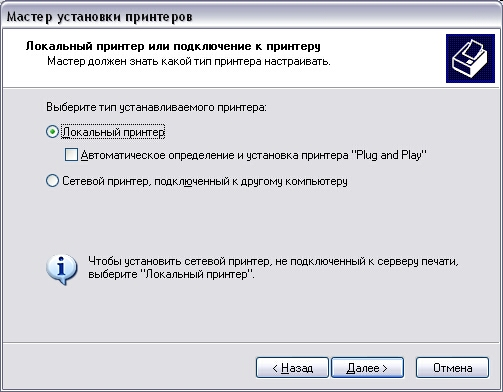 Мастер установки принтеров
Локальный принтер или подключение к принтеру
Мастер должен знать какой тип принтера настраивать.
Выберите тип устанавливаемого принтера:
Локальный принтер
Автоматическое определение и установка принтера "Plug and Play"
Сетевой принтер, подключенный к другому компьютеру
Чтобы установить сетевой принтер, не подключенный к серверу печати,
выберите "Локальный принтер".
< Назад
Далее >
Отмена